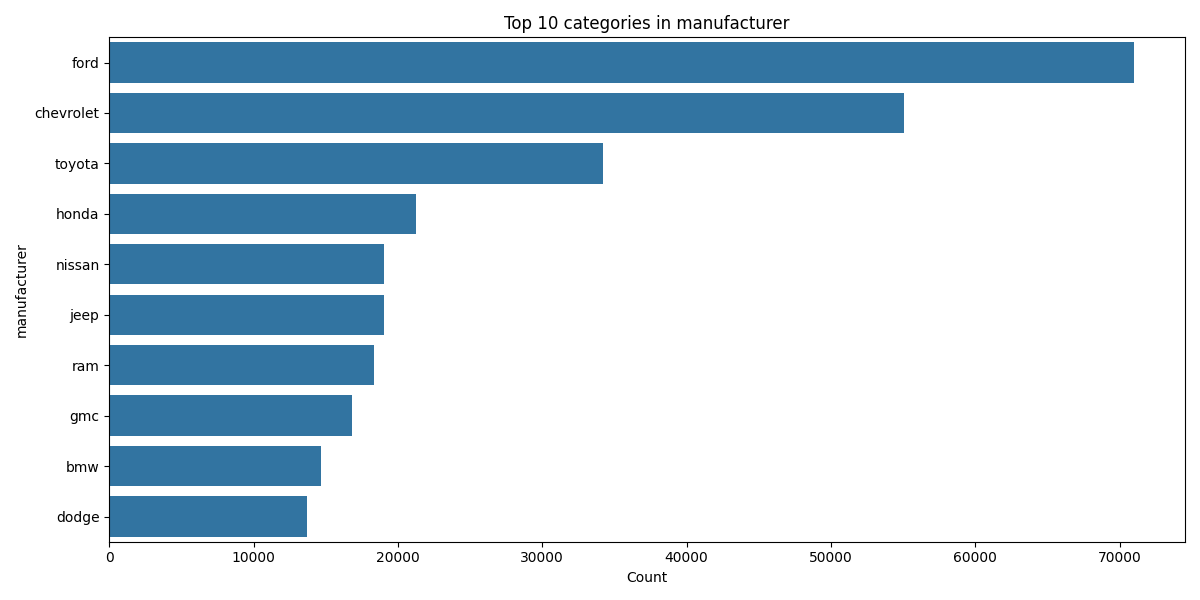 Top 10 categories in manufacturer
manufacturer
ford
chevrolet
toyota
honda
nissan
jeep
ram
gmc
bmw
dodge
0 10000 20000 30000 40000 50000 60000 70000
Count